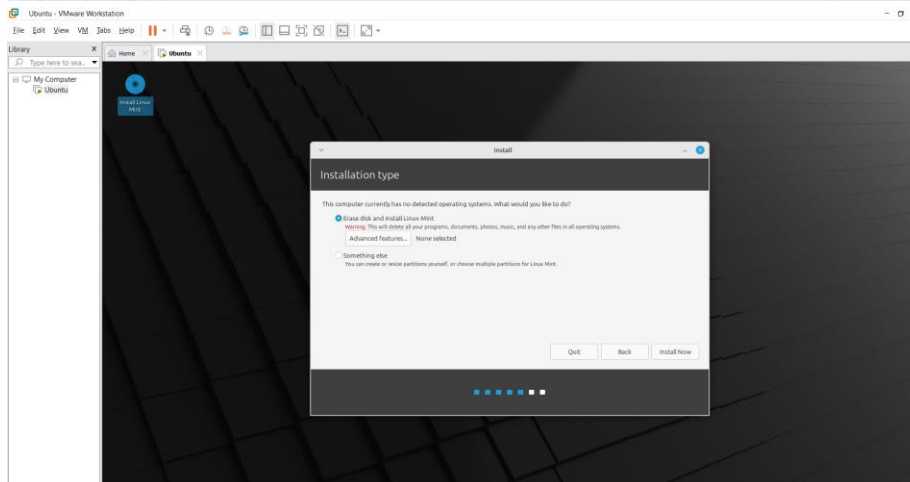 Ubuntu - VMware Workstation
File Edit View VM Tabs Help
Library
Home
Ubuntu
Type here to sea...
My Computer
Ubuntu
Install Linux
Mint
Install
Installation type
This computer currently has no detected operating systems. What would you like to do?
Erase disk and install Linux Mint
Warning: This will delete all your programs, documents, photos, music, and any other files in all operating systems.
Advanced features... None selected
Something else
You can create or resize partitions yourself, or choose multiple partitions for Linux Mint.
Quit Back Install Now